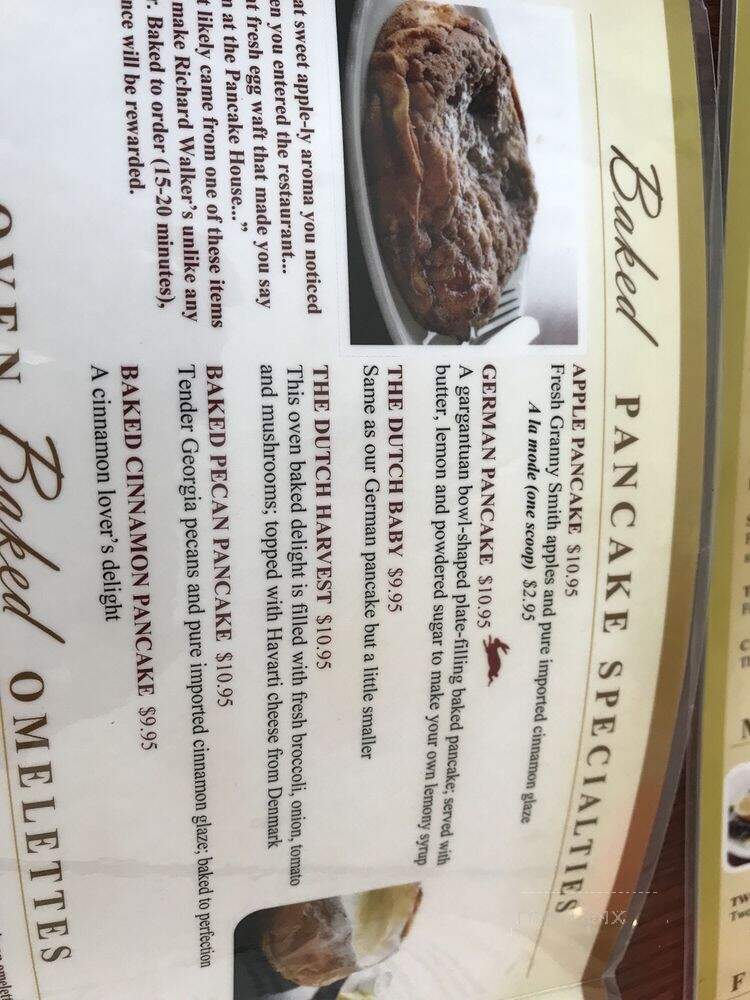 Baked PANCAKE SPECIALTIES
at sweet apple-ly aroma you noticed
en you entered the restaurant...
at fresh egg waft that made you say
n at the Pancake House..."
t likely came from one of these items
make Richard Walker's unlike any
r. Baked to order (15-20 minutes),
nce will be rewarded.
APPLE PANCAKE $10.95
Fresh Granny Smith apples and pure imported cinnamon glaze
A la mode (one scoop) $2.95
GERMAN PANCAKE $10.95
A gargantuan bowl-shaped plate-filling baked pancake; served with
butter, lemon and powdered sugar to make your own lemony syrup
THE DUTCH BABY $9.95
Same as our German pancake but a little smaller
THE DUTCH HARVEST $10.95
This oven baked delight is filled with fresh broccoli, onion, tomato
and mushrooms; topped with Havarti cheese from Denmark
BAKED PECAN PANCAKE $10.95
Tender Georgia pecans and pure imported cinnamon glaze; baked to perfection
BAKED CINNAMON PANCAKE $9.95
A cinnamon lover's delight
OVEN Baked OMELETTES